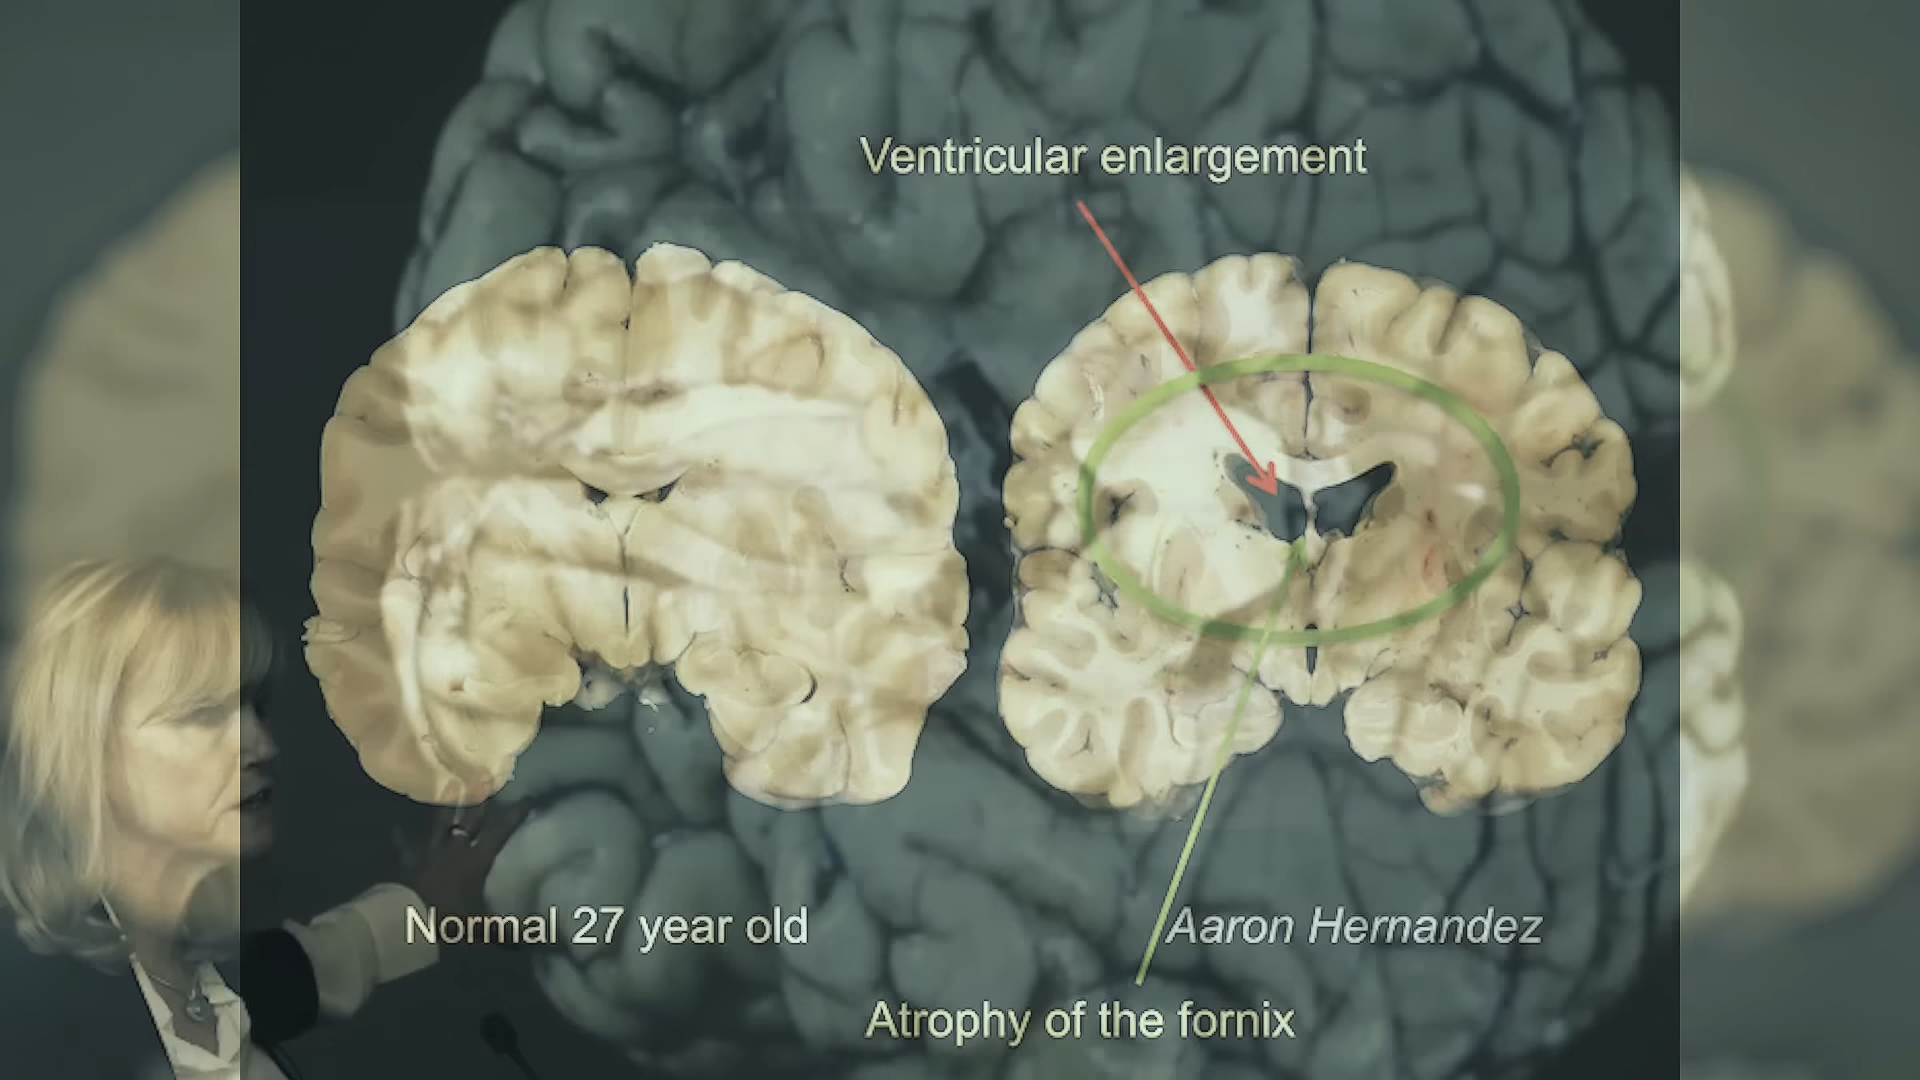 Ventricular enlargement
Normal 27 year old
Aaron Hernandez
Atrophy of the fornix